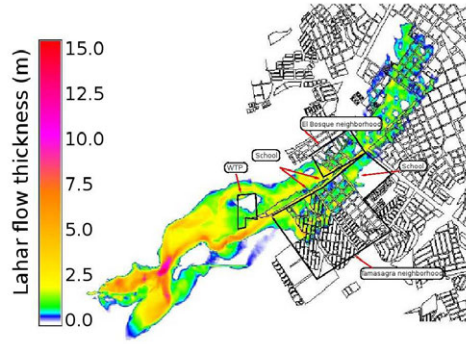 Lahar flow thickness (m)
15.0
12.5
10.0
7.5
5.0
2.5
0.0
El Bosque neighborhood
School
WTP
School
Tamasagra neighborhood